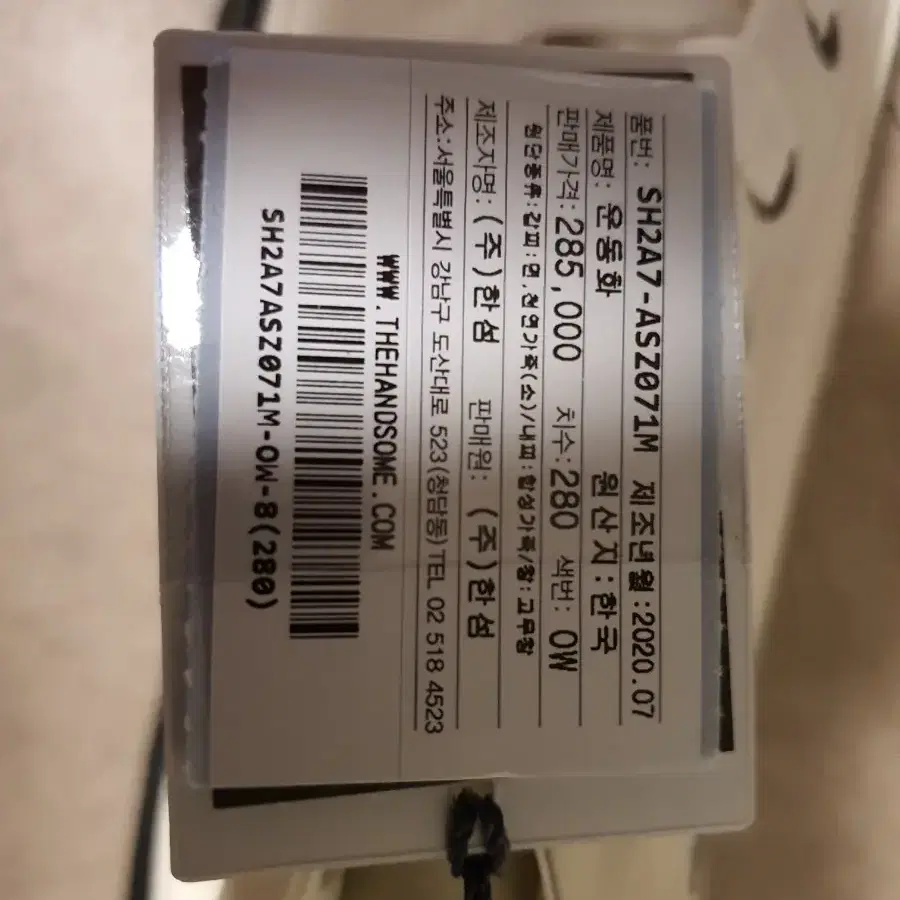 품번: SH2A7-ASZ071M 제조년월:2020.07
제품명: 운동화 원산지:한국
판매가격:285,000 치수:280 색번: OW
원단종류:겉피:면,천연가죽(소)/내피:합성가죽/창:고무창
제조자명:(주)한섬 판매원: (주)한섬
주소:서울특별시 강남구 도산대로 523(청담동)TEL 02 518 4523
WWW.THEHANDSOME.COM
SH2A7ASZ071M-OW-8(280)